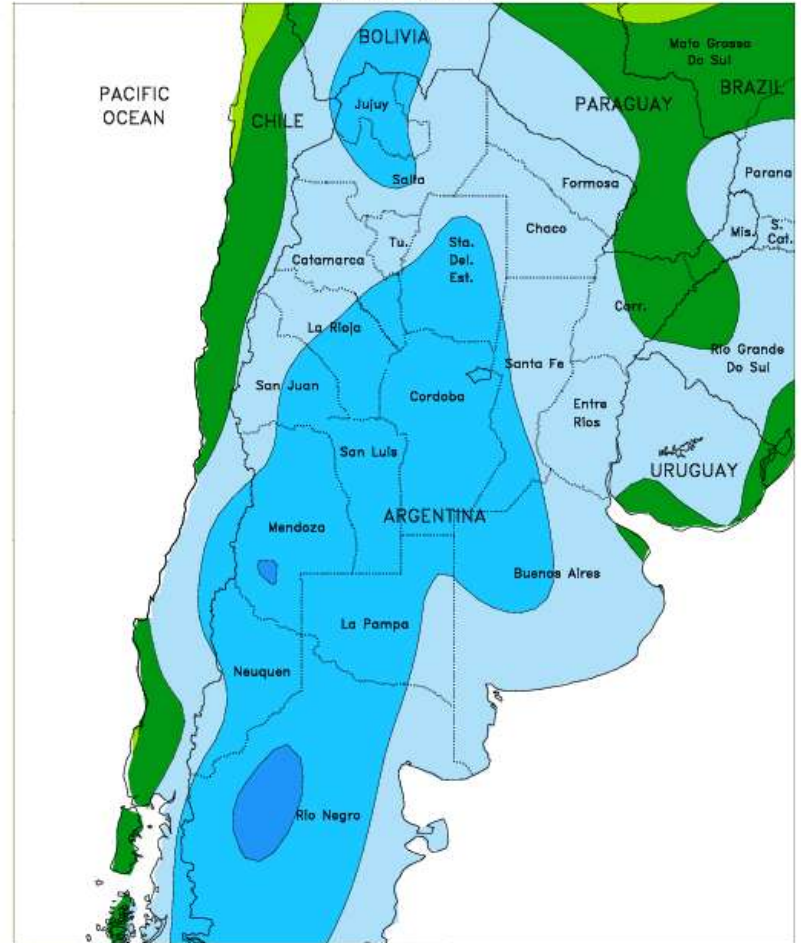 BOLIVIA
Mato Grosso
Do Sul
PACIFIC
OCEAN
BRAZIL
Jujuy
PARAGUAY
CHILE
Salta
Formosa
Parana
Chaco
Mis.
S.
Cat.
Tu.
Sta.
Del.
Est.
Catamarca
Corr.
La Rioja
Rio Grande
Do Sul
Santa Fe
San Juan
Cordoba
Entre
Rios
San Luis
URUGUAY
Mendoza
ARGENTINA
Buenos Aires
La Pampa
Neuquen
Rio Negro